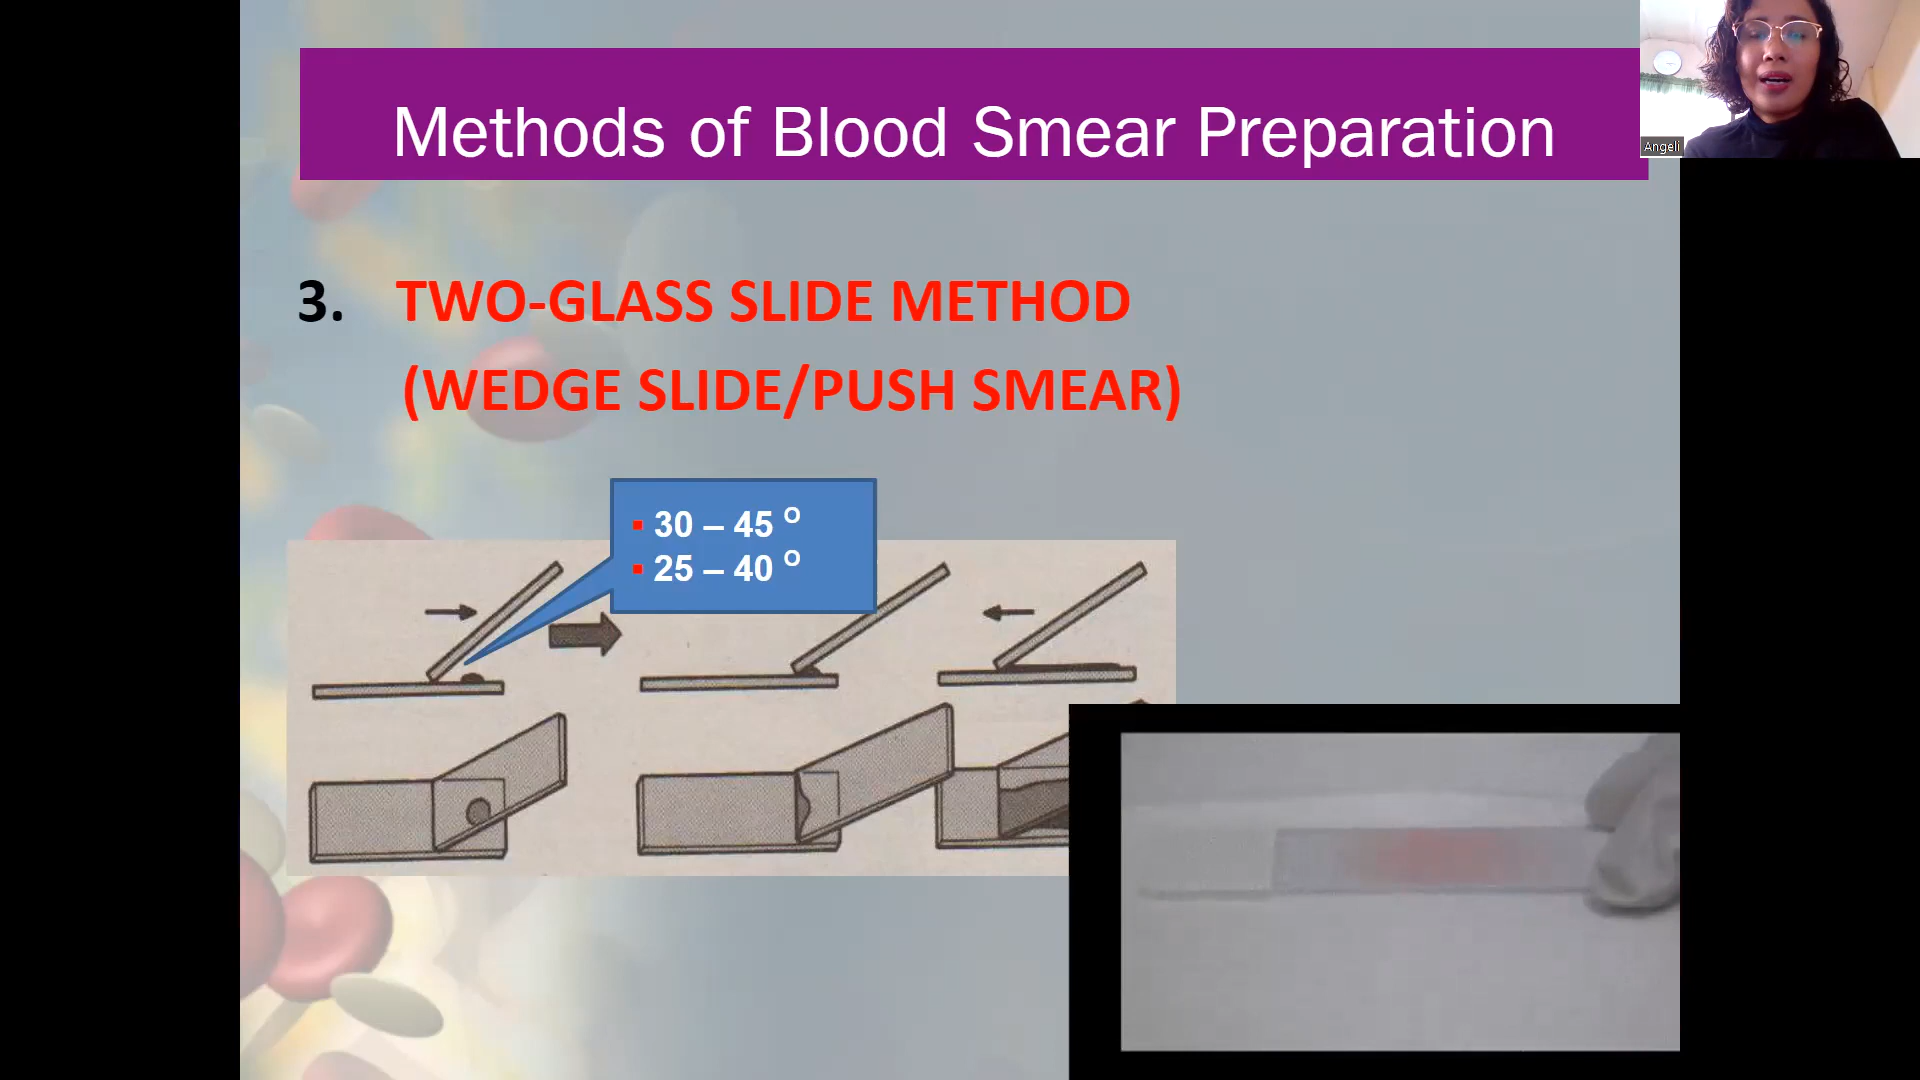 Methods of Blood Smear Preparation
Angeli
3. TWO-GLASS SLIDE METHOD
(WEDGE SLIDE/PUSH SMEAR)
▪ 30 – 45 O
▪ 25 – 40 O